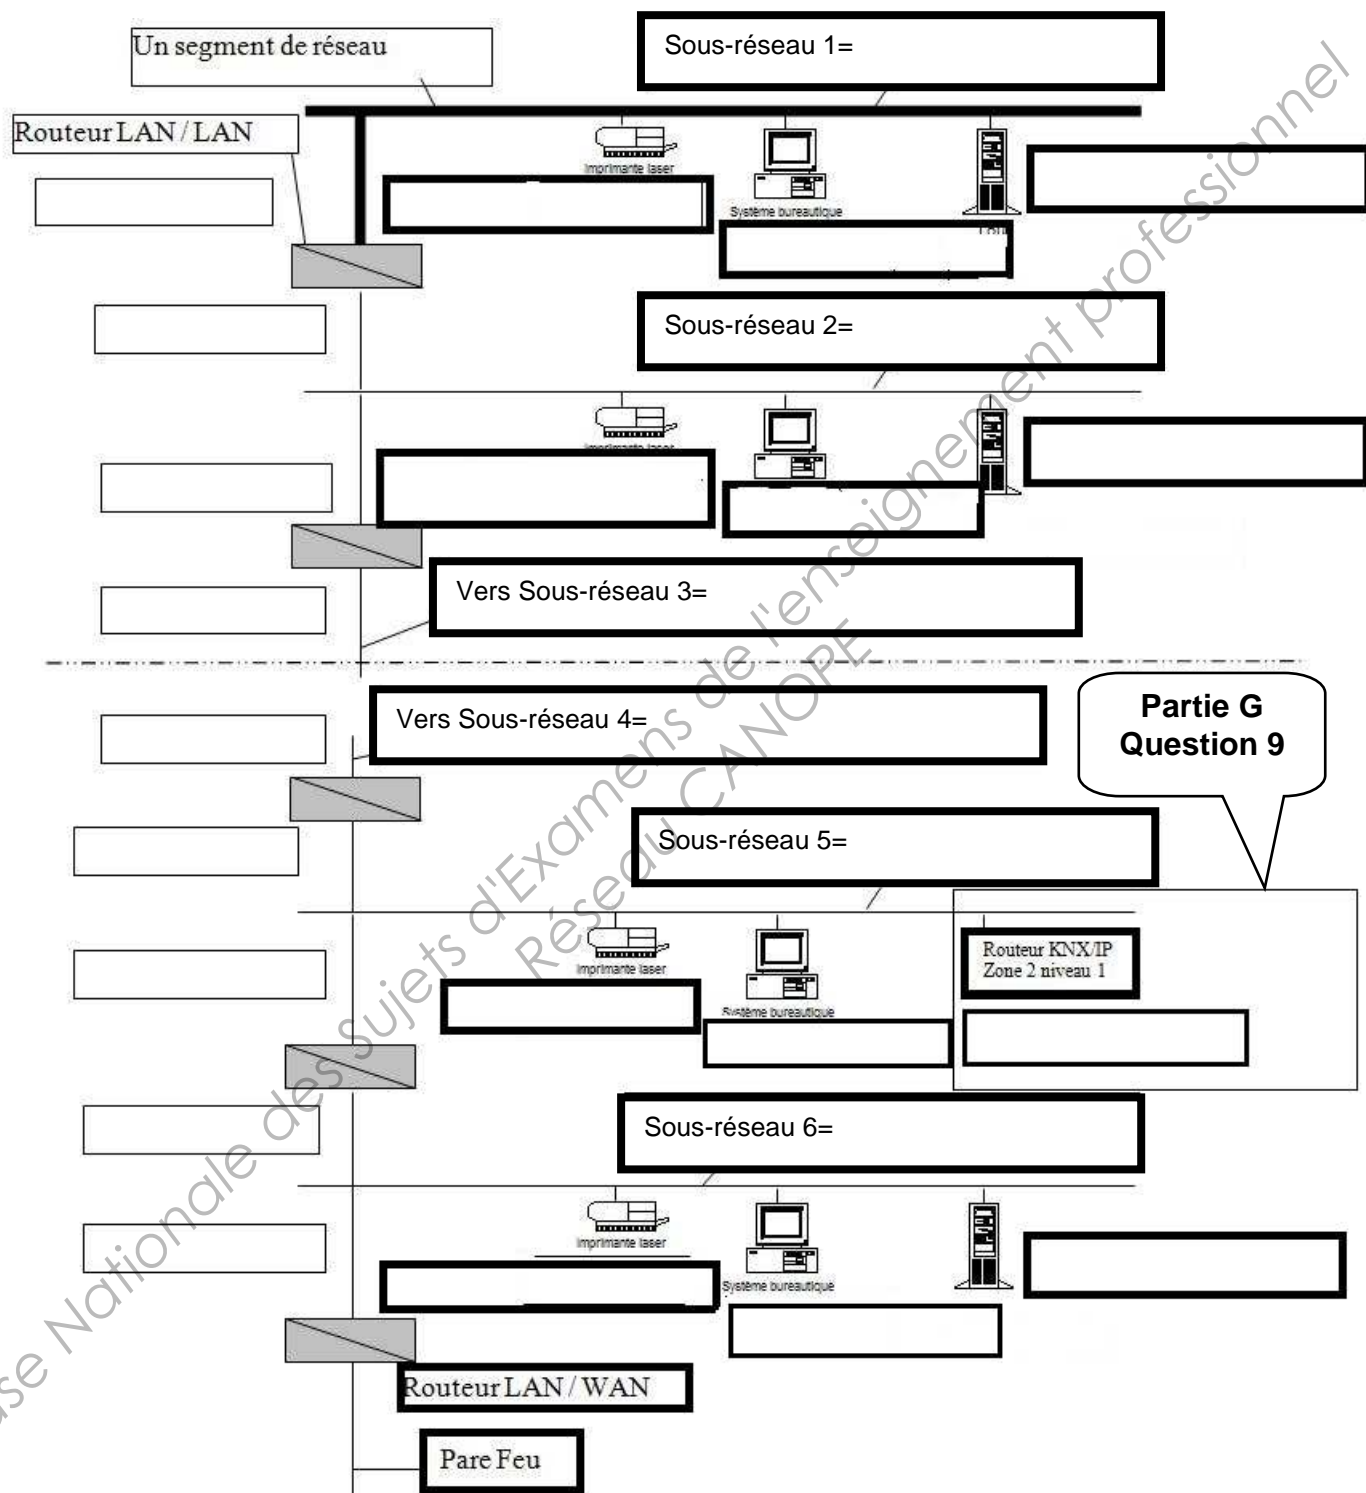 Un segment de réseau
Sous-réseau 1=
Routeur LAN / LAN
Imprimante laser
Système bureautique
Sous-réseau 2=
Imprimante laser
Vers Sous-réseau 3=
Vers Sous-réseau 4=
Partie G
Question 9
Sous-réseau 5=
Routeur KNX/IP
Zone 2 niveau 1
Imprimante laser
Système bureautique
Sous-réseau 6=
Imprimante laser
Système bureautique
Routeur LAN / WAN
Pare Feu
se Nationale des Sujets d'Examens de l'enseignement professionnel
Réseau CANOPE